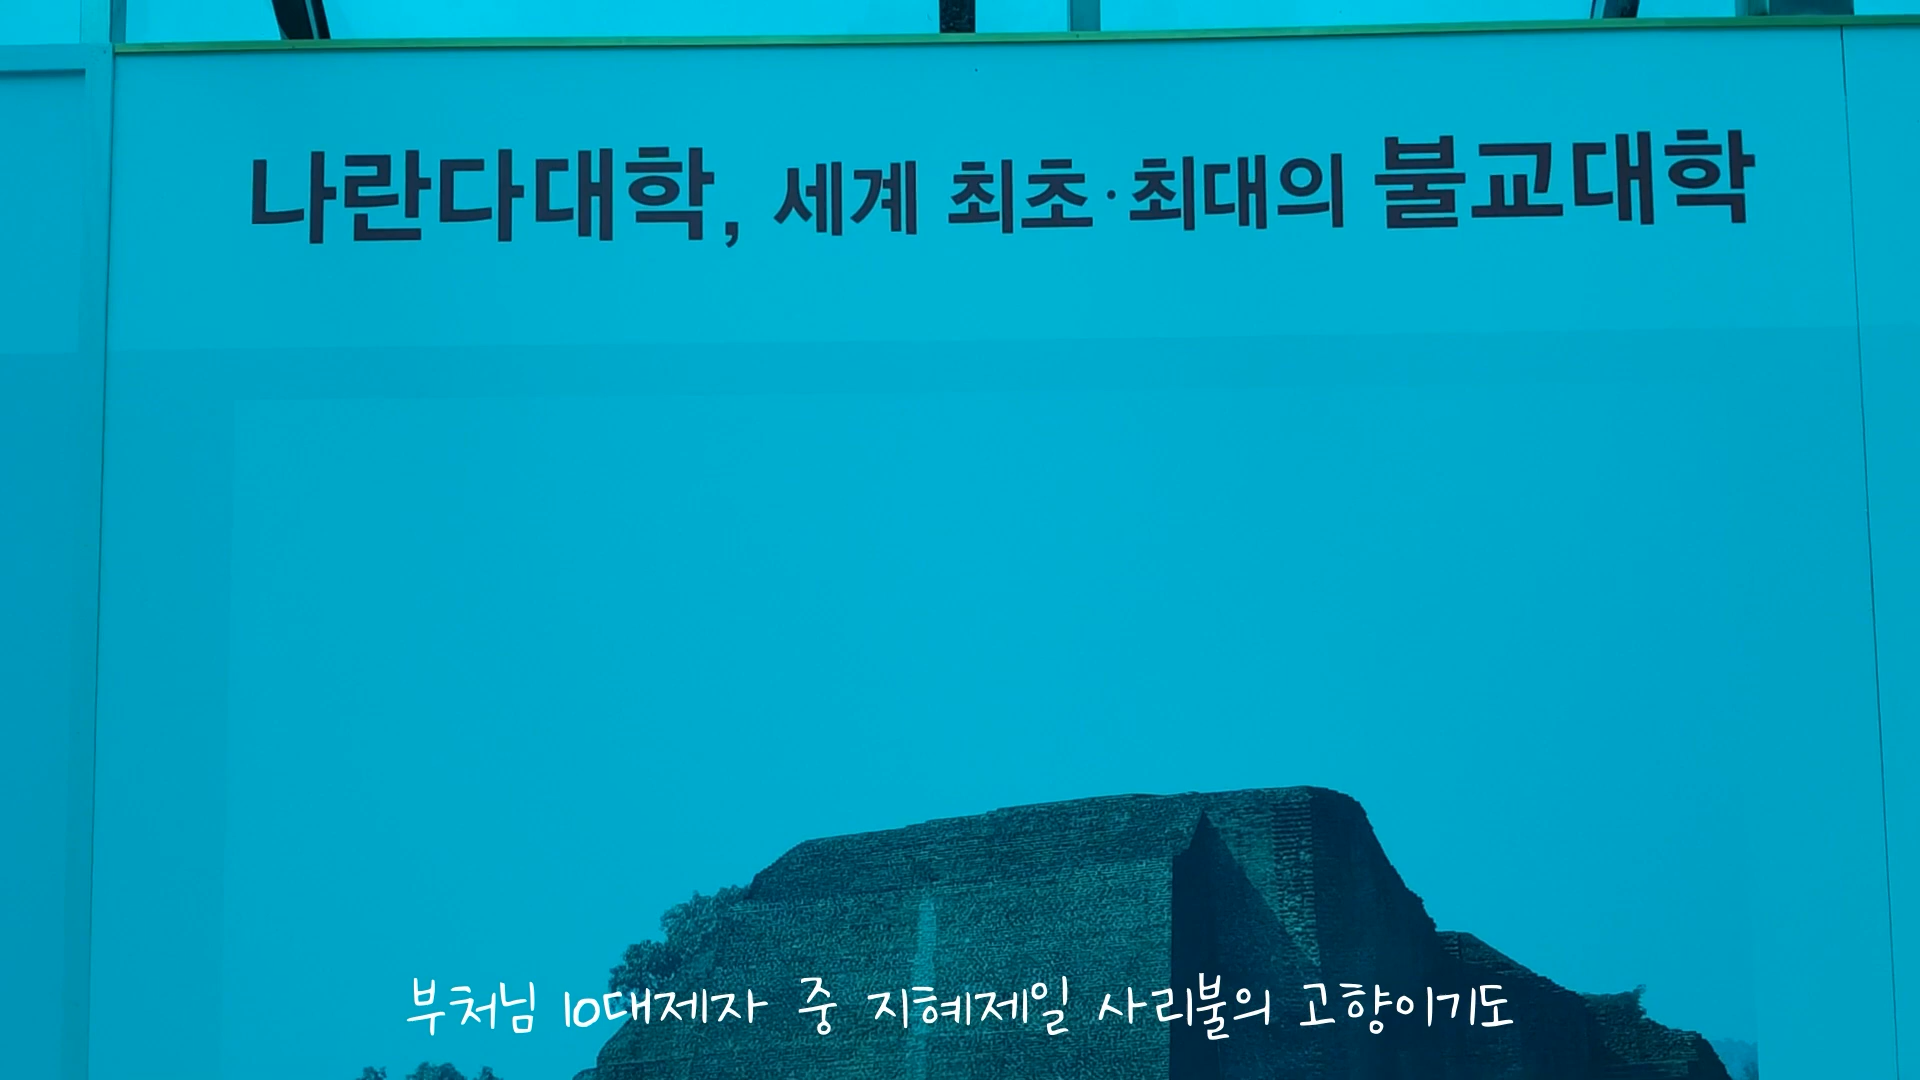 나란다대학, 세계 최초·최대의 불교대학
부처님 10대제자 중 지혜제일 사리불의 고향이기도